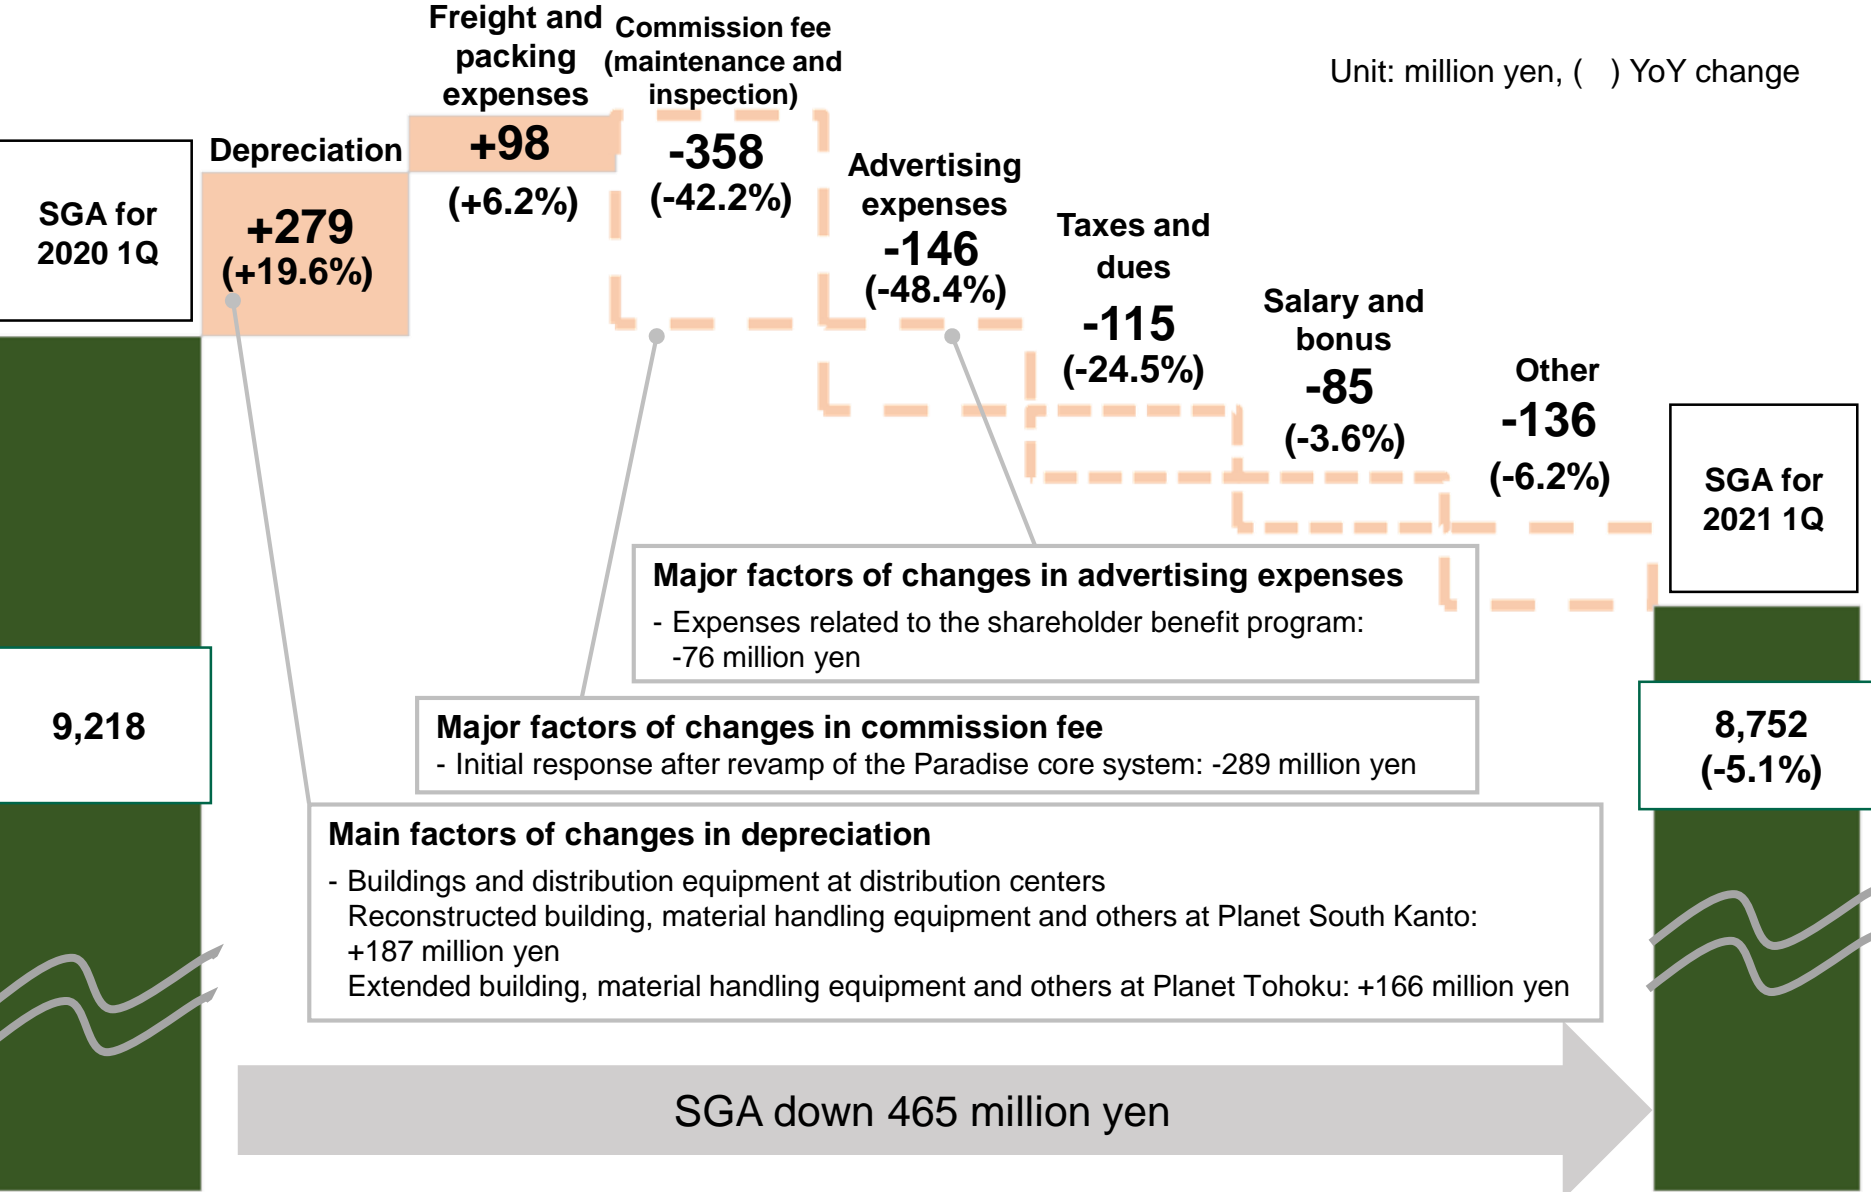 Unit: million yen, (   ) YoY change
SGA for
2020 1Q
9,218
Depreciation
+279
(+19.6%)
Freight and
packing
expenses
+98
(+6.2%)
Commission fee
(maintenance and
inspection)
-358
(-42.2%)
Advertising
expenses
-146
(-48.4%)
Taxes and
dues
-115
(-24.5%)
Salary and
bonus
-85
(-3.6%)
Other
-136
(-6.2%)
SGA for
2021 1Q
8,752
(-5.1%)
Major factors of changes in advertising expenses
- Expenses related to the shareholder benefit program:
-76 million yen
Major factors of changes in commission fee
- Initial response after revamp of the Paradise core system: -289 million yen
Main factors of changes in depreciation
- Buildings and distribution equipment at distribution centers
Reconstructed building, material handling equipment and others at Planet South Kanto:
+187 million yen
Extended building, material handling equipment and others at Planet Tohoku: +166 million yen
SGA down 465 million yen